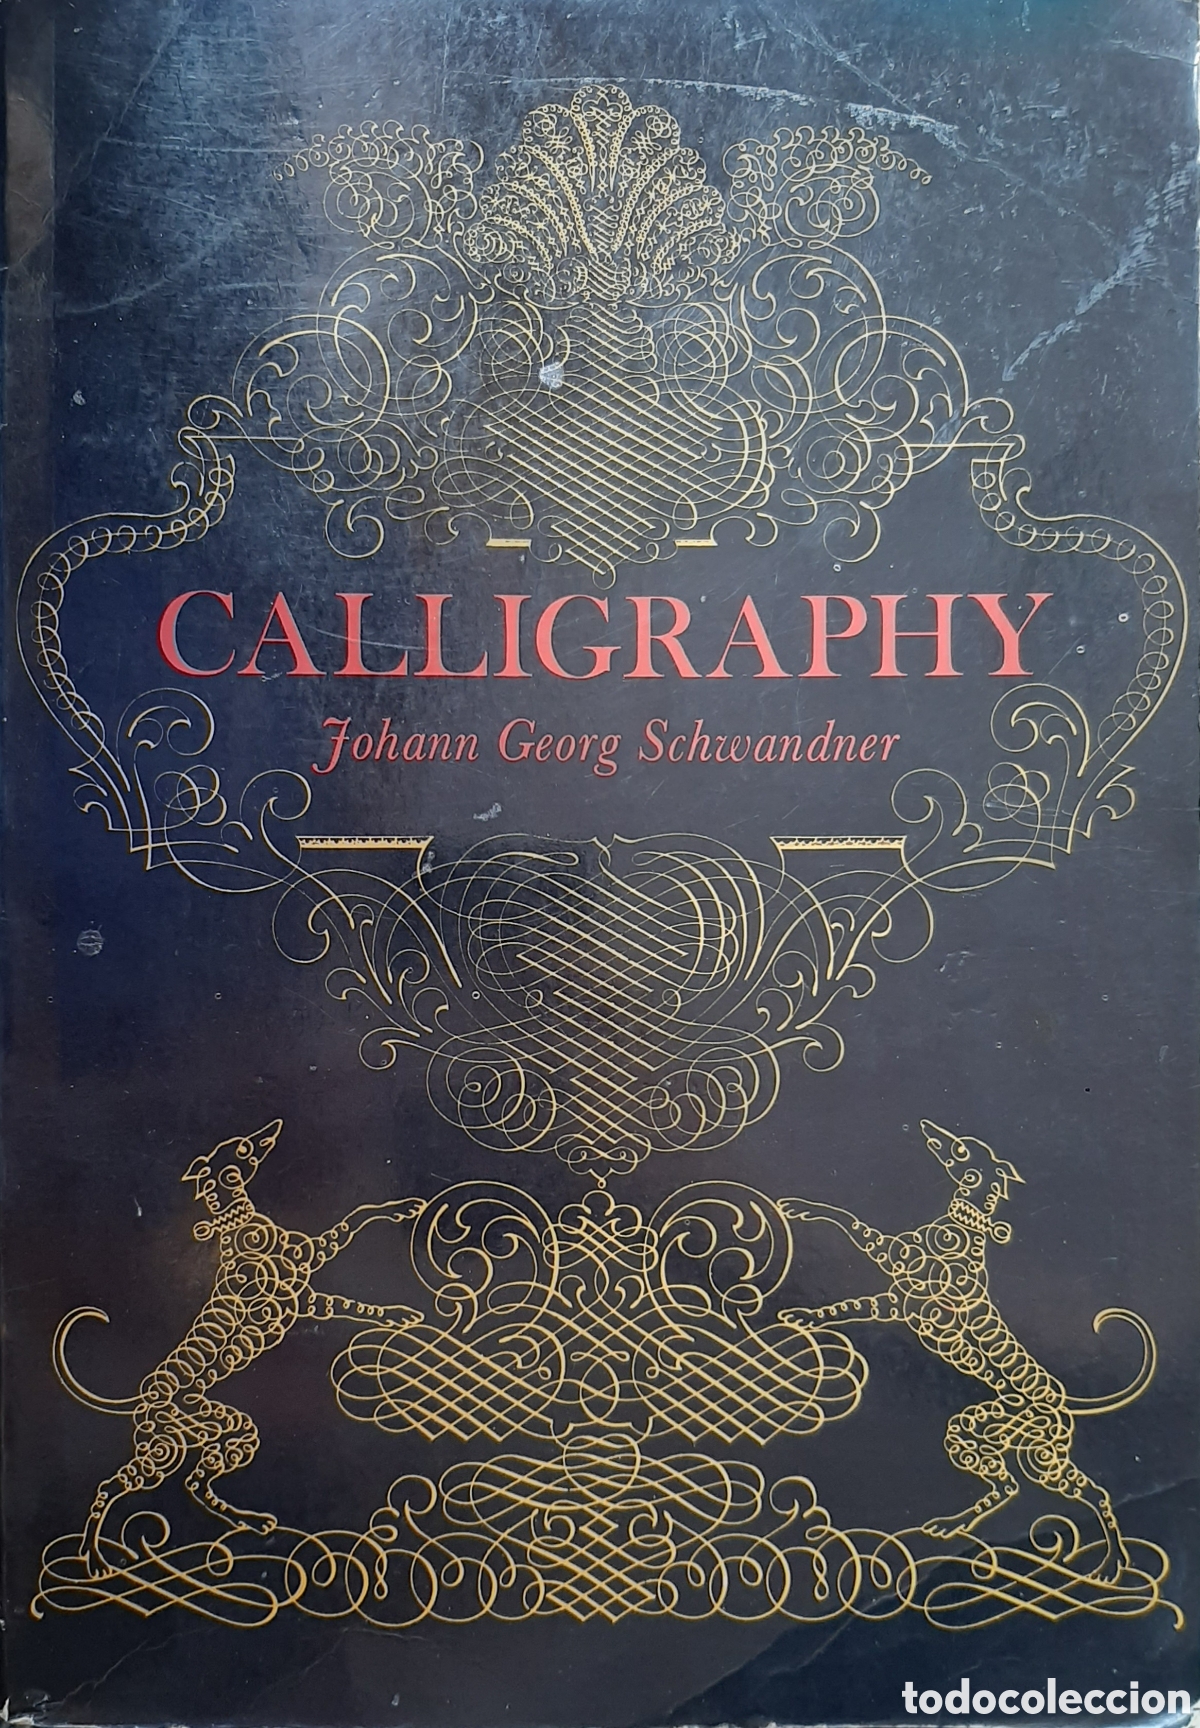 CALLIGRAPHY
Johann Georg Schwandner
todocoleccion